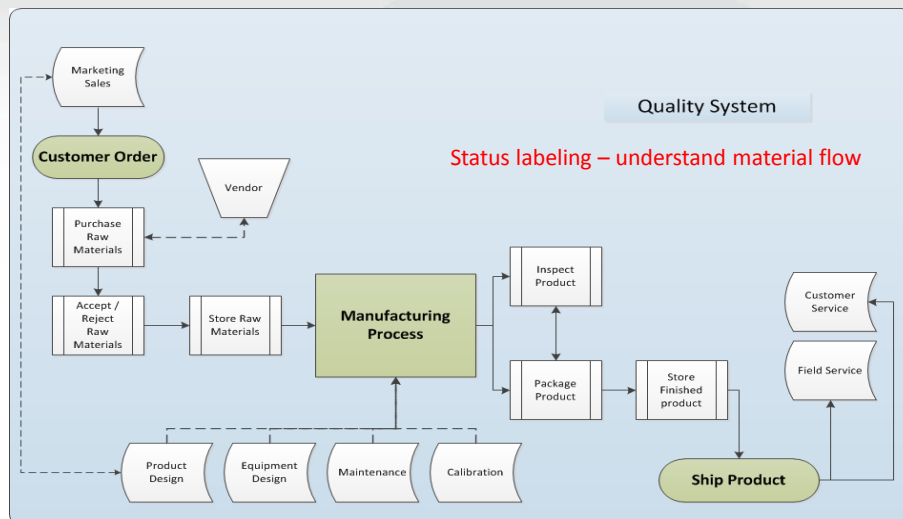 Marketing
Sales
Quality System
Status labeling – understand material flow
Customer Order
Vendor
Purchase
Raw
Materials
Inspect
Product
Accept /
Reject
Raw
Materials
Store Raw
Materials
Manufacturing
Process
Customer
Service
Package
Product
Store
Finished
product
Field Service
Product
Design
Equipment
Design
Maintenance
Calibration
Ship Product